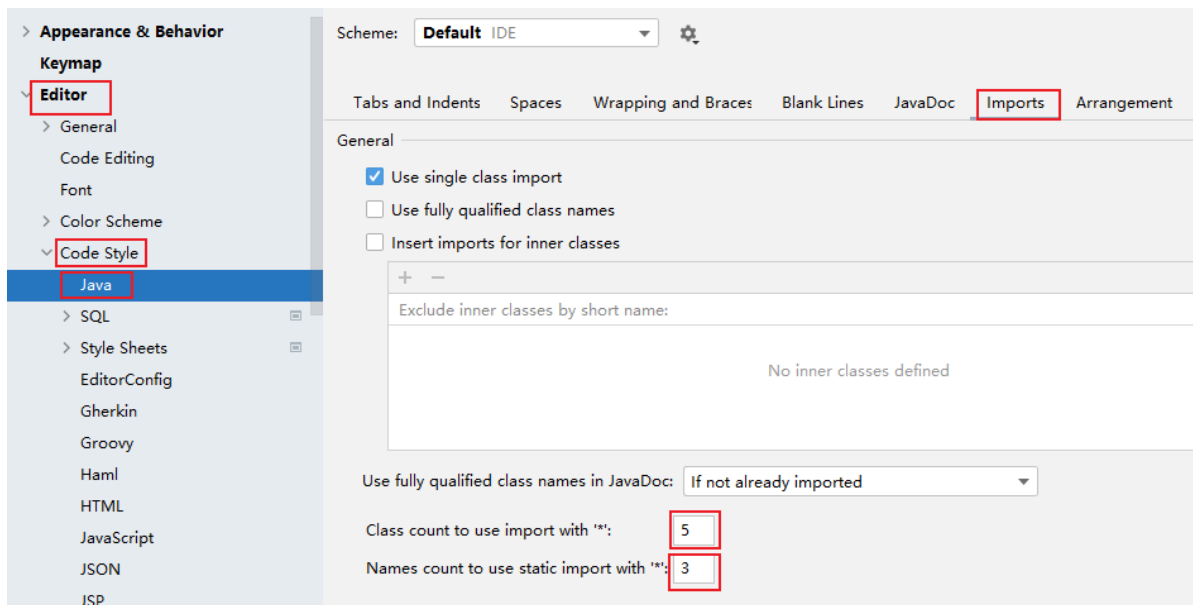 Appearance & Behavior
Keymap
Editor
General
Code Editing
Font
Color Scheme
Code Style
Java
SQL
Style Sheets
EditorConfig
Gherkin
Groovy
Haml
HTML
JavaScript
JSON
JSP
Scheme: Default IDE
Tabs and Indents Spaces Wrapping and Braces Blank Lines JavaDoc Imports Arrangement
General
Use single class import
Use fully qualified class names
Insert imports for inner classes
Exclude inner classes by short name:
No inner classes defined
Use fully qualified class names in JavaDoc: If not already imported
Class count to use import with '*': 5
Names count to use static import with '*': 3